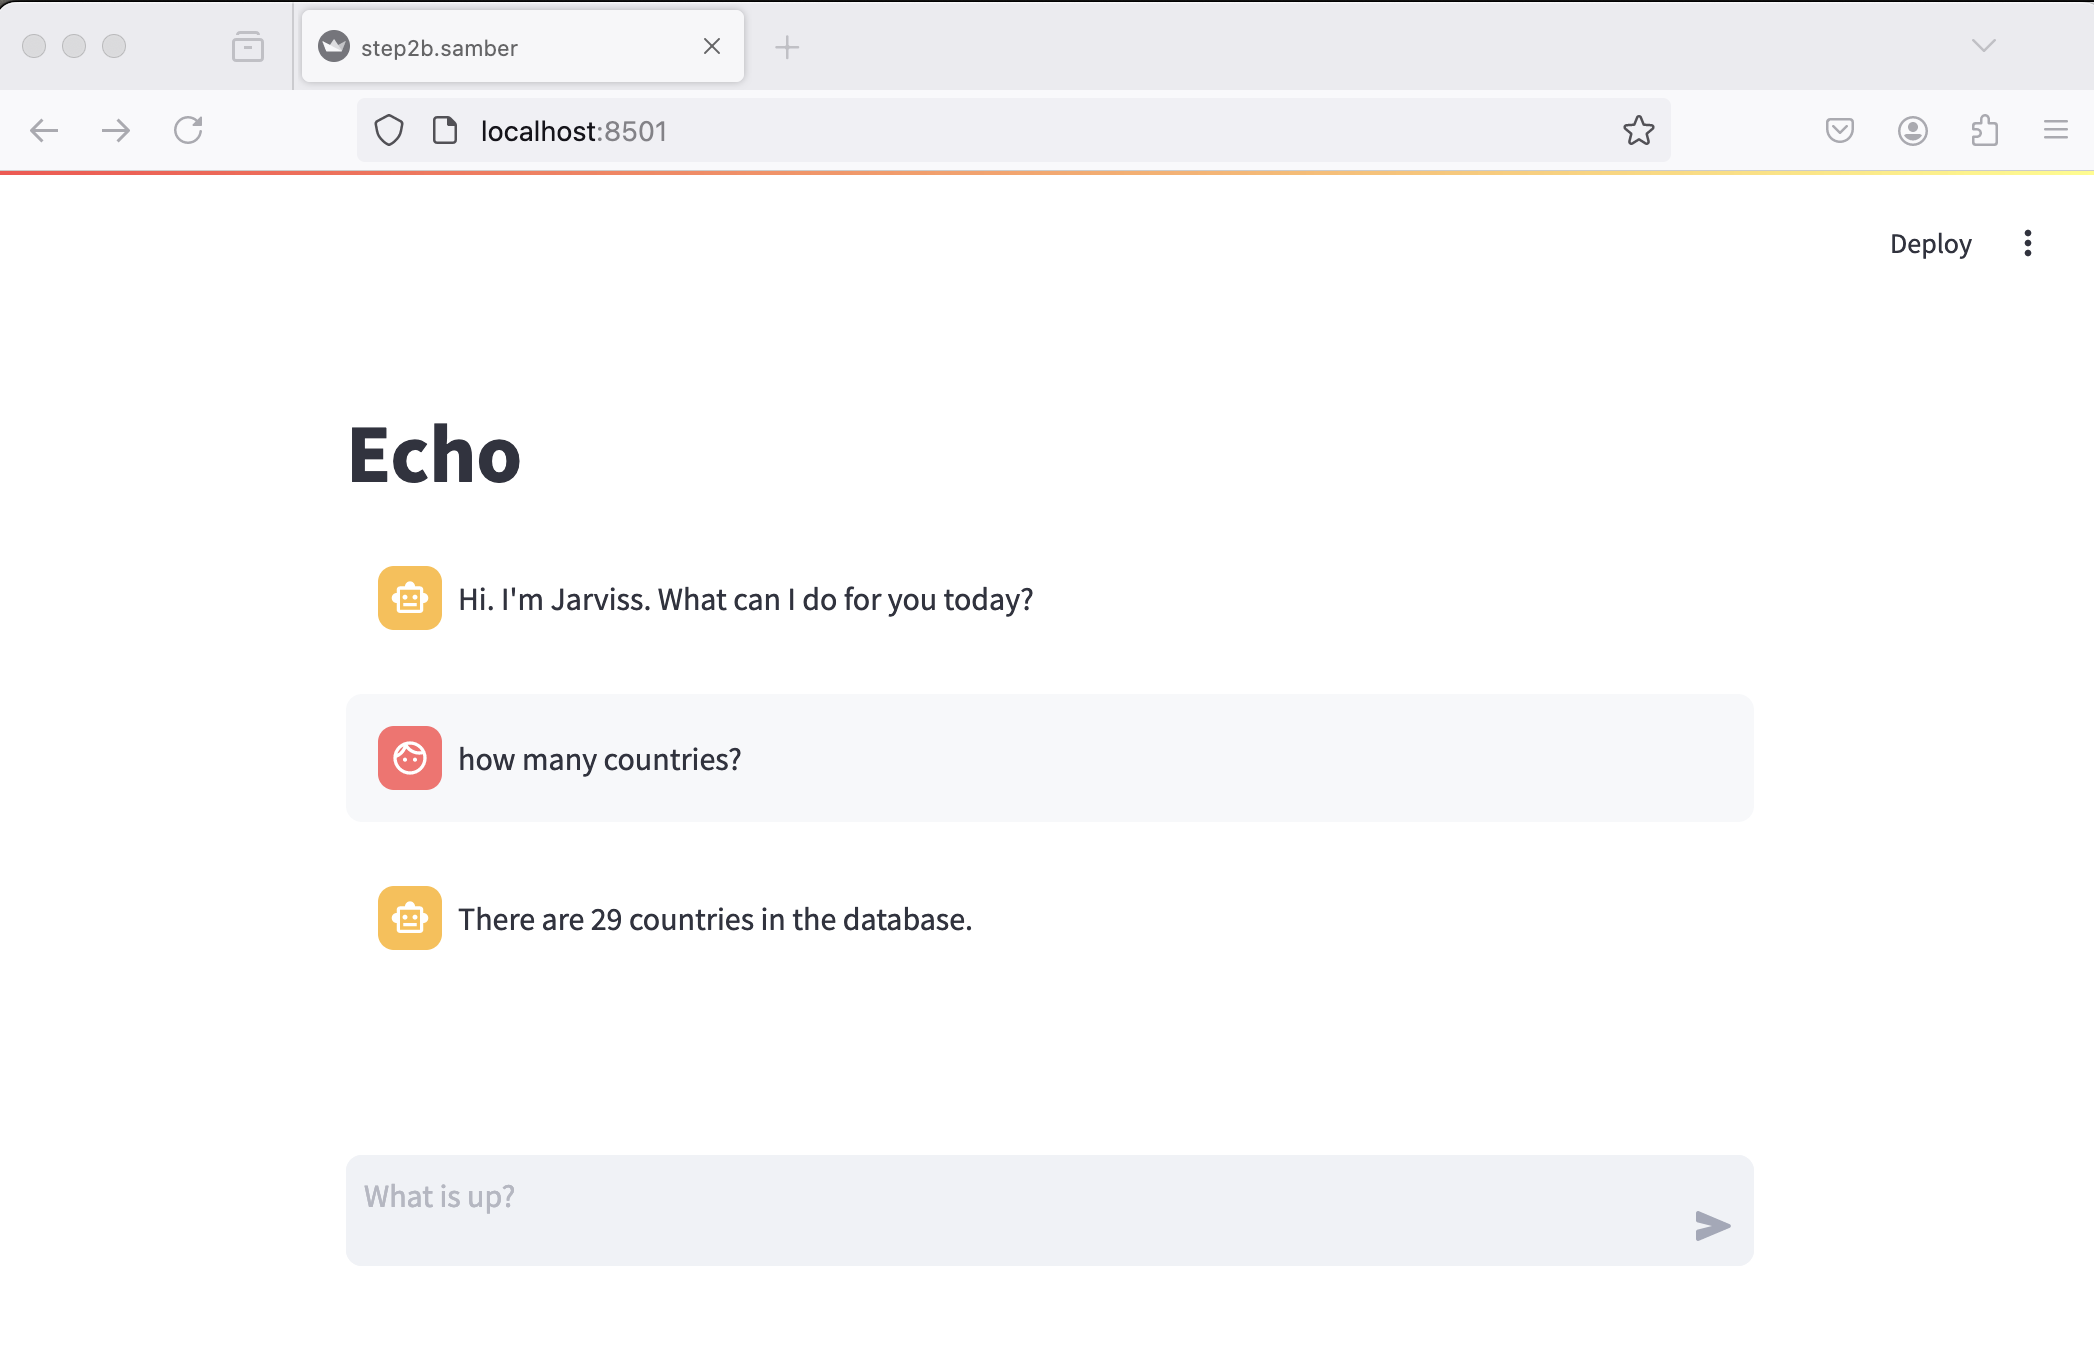 step2b.samber
localhost:8501
Deploy
Echo
Hi. I'm Jarviss. What can I do for you today?
how many countries?
There are 29 countries in the database.
What is up?